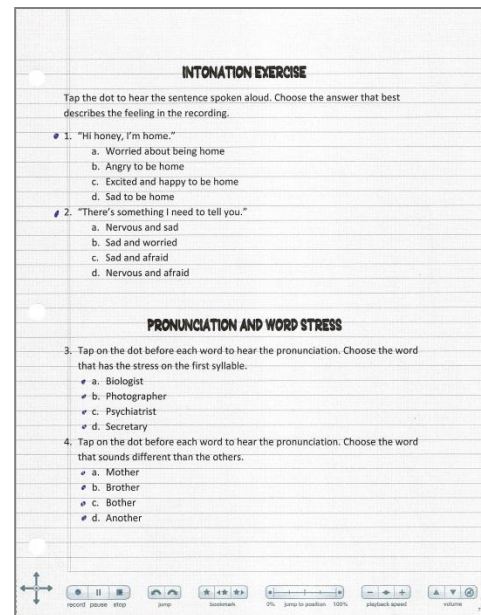 INTONATION EXERCISE
Tap the dot to hear the sentence spoken aloud. Choose the answer that best
describes the feeling in the recording.
1. "Hi honey, I'm home."
a. Worried about being home
b. Angry to be home
c. Excited and happy to be home
d. Sad to be home
2. "There's something I need to tell you."
a. Nervous and sad
b. Sad and worried
c. Sad and afraid
d. Nervous and afraid
PRONUNCIATION AND WORD STRESS
3. Tap on the dot before each word to hear the pronunciation. Choose the word
that has the stress on the first syllable.
a. Biologist
b. Photographer
c. Psychiatrist
d. Secretary
4. Tap on the dot before each word to hear the pronunciation. Choose the word
that sounds different than the others.
a. Mother
b. Brother
c. Bother
d. Another
record pause stop jump bookmark 0% jump to position 100% playback speed volume